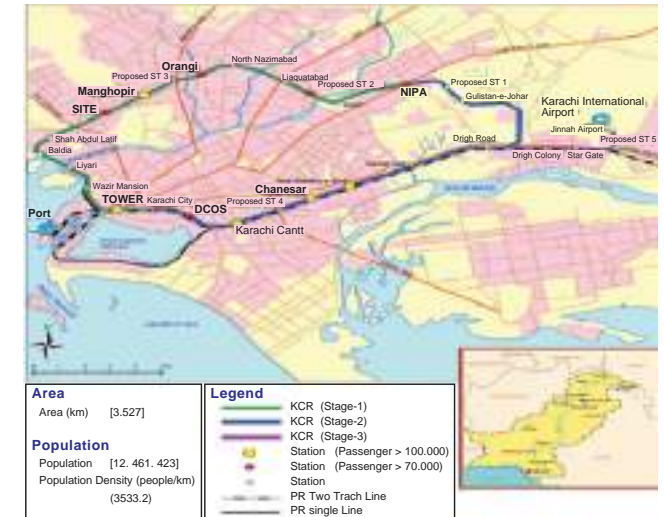 North Nazimabad
Orangi
Proposed ST 3
Liaquatabad
Proposed ST 2
Proposed ST 1
Manghopir
NIPA
Gulistan-e-Johar
SITE
Karachi International
Airport
Jinnah Airport
Shah Abdul Latif
Drigh Road
Proposed ST 5
Baldia
Drigh Colony
Star Gate
Liyari
Wazir Mansion
Chanesar
TOWER
Karachi City
Proposed ST 4
Port
DCOS
Karachi Cantt
Area
Area (km) [3.527]
Population
Population [12. 461. 423]
Population Density (people/km)
(3533.2)
Legend
KCR (Stage-1)
KCR (Stage-2)
KCR (Stage-3)
Station (Passenger > 100.000)
Station (Passenger > 70.000)
Station
PR Two Trach Line
PR single Line